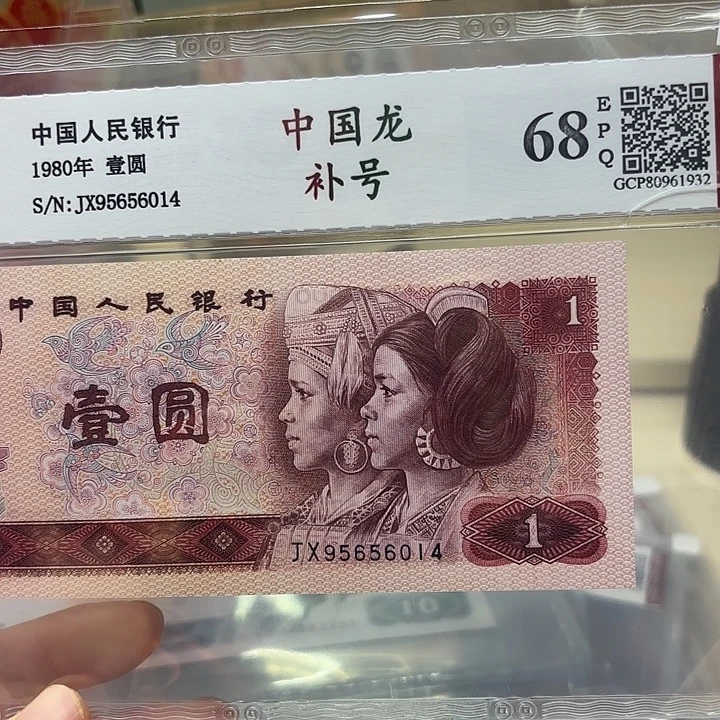 中国人民银行
1980年 壹圆
S/N:JX95656014
中国龙
补号
68
EPQ
GCP80961932
中国人民银行
1
壹圆
1
JX95656014